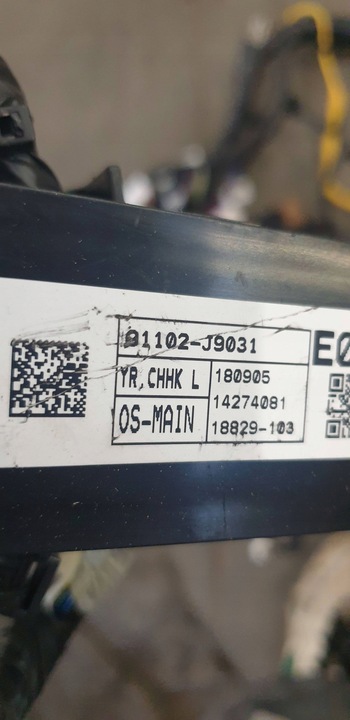 91102-J9031
E0
YR,CHHK L
180905
14274081
OS-MAIN
18829-103